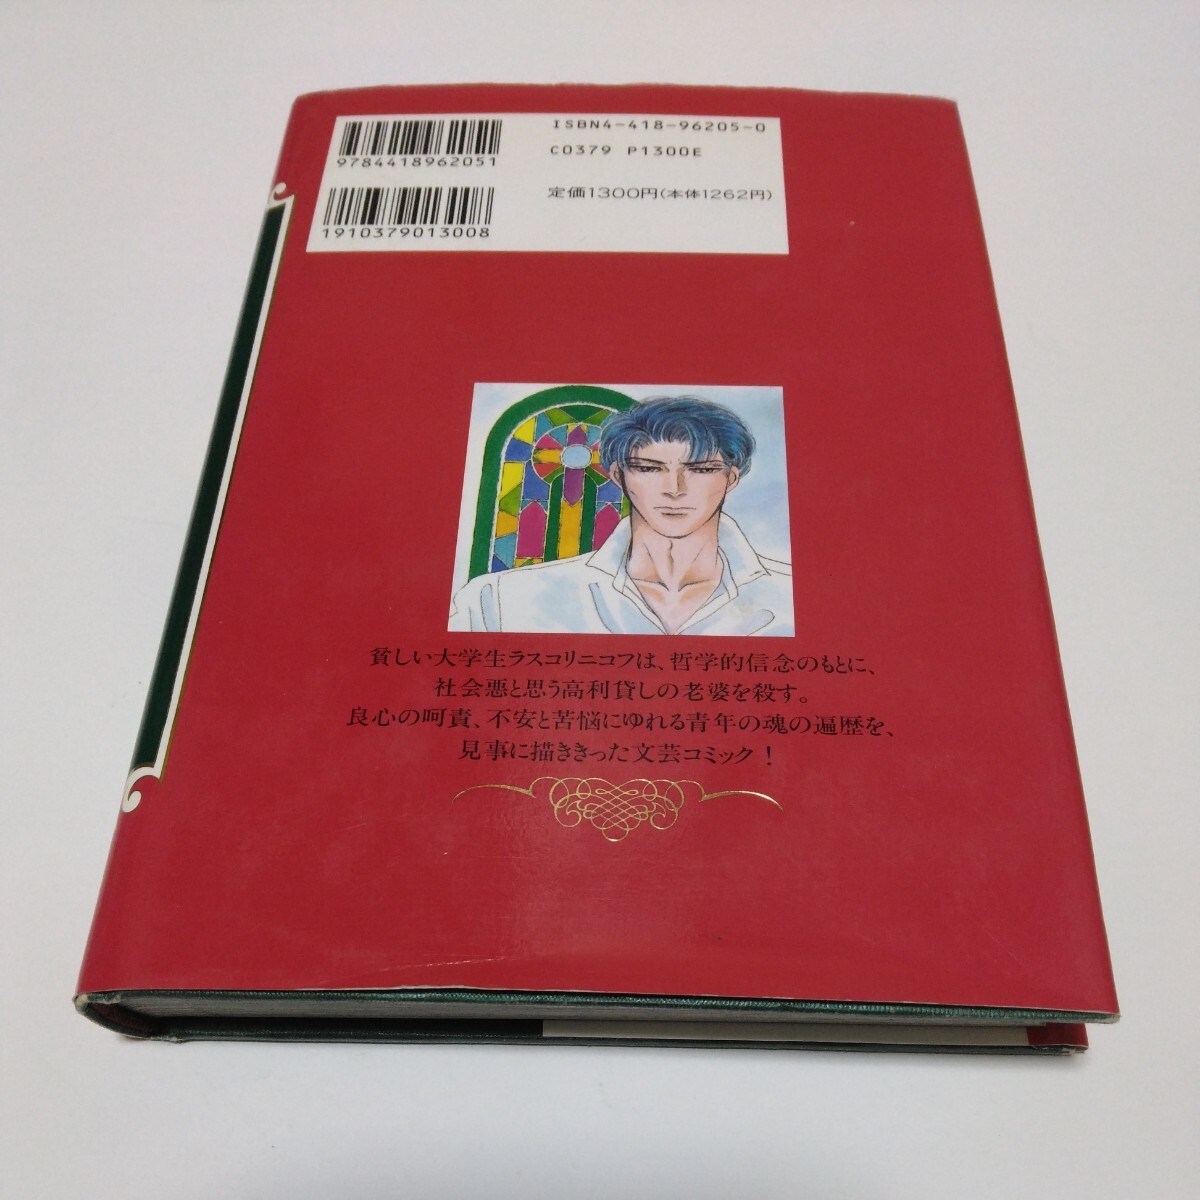 ISBN4-418-96205-0
C0379 P1300E
9784418962051
定価1300円(本体1262円)
1910379013008
貧しい大学生ラスコリニコフは、哲学的信念のもとに、
社会悪と思う高利貸しの老婆を殺す。
良心の呵責、不安と苦悩にゆれる青年の魂の遍歴を、
見事に描ききった文芸コミック!